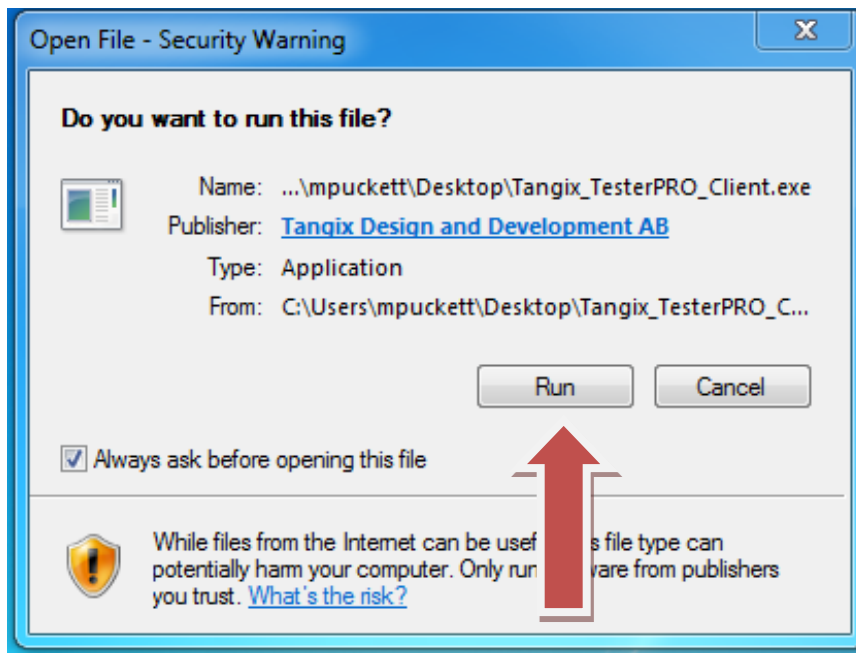 Open File - Security Warning
Do you want to run this file?
Name: ...\mpuckett\Desktop\Tangix_TesterPRO_Client.exe
Publisher: Tangix Design and Development AB
Type: Application
From: C:\Users\mpuckett\Desktop\Tangix_TesterPRO_C...
Run Cancel
Always ask before opening this file
While files from the Internet can be usef s file type can
potentially harm your computer. Only run ware from publishers
you trust. What's the risk?